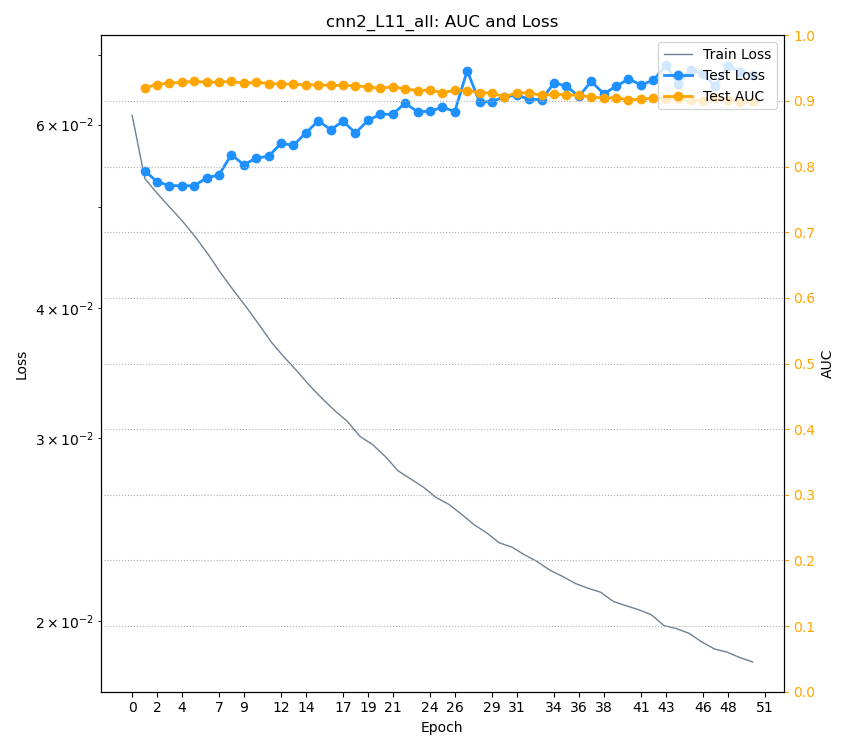 cnn2_L11_all: AUC and Loss
Train Loss
Test Loss
Test AUC
6 × 10⁻²
4 × 10⁻²
3 × 10⁻²
2 × 10⁻²
Loss
1.0
0.9
0.8
0.7
0.6
0.5
0.4
0.3
0.2
0.1
0.0
AUC
0 2 4 7 9 12 14 17 19 21 24 26 29 31 34 36 38 41 43 46 48 51
Epoch